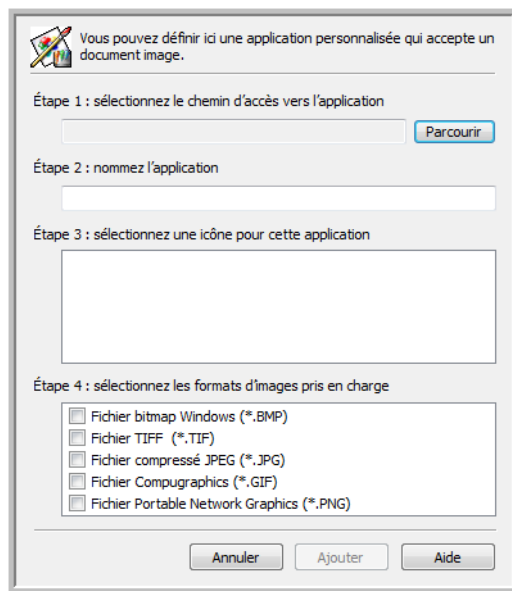 Vous pouvez définir ici une application personnalisée qui accepte un
document image.
Étape 1 : sélectionnez le chemin d'accès vers l'application
Parcourir
Étape 2 : nommez l'application
Étape 3 : sélectionnez une icône pour cette application
Étape 4 : sélectionnez les formats d'images pris en charge
Fichier bitmap Windows (*.BMP)
Fichier TIFF (*.TIF)
Fichier compressé JPEG (*.JPG)
Fichier Compugraphics (*.GIF)
Fichier Portable Network Graphics (*.PNG)
Annuler Ajouter Aide